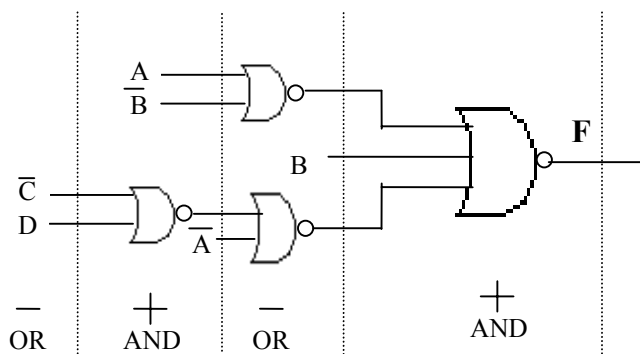 A
B̅
F
B
C̅
D
A̅
− + − +
OR AND OR AND